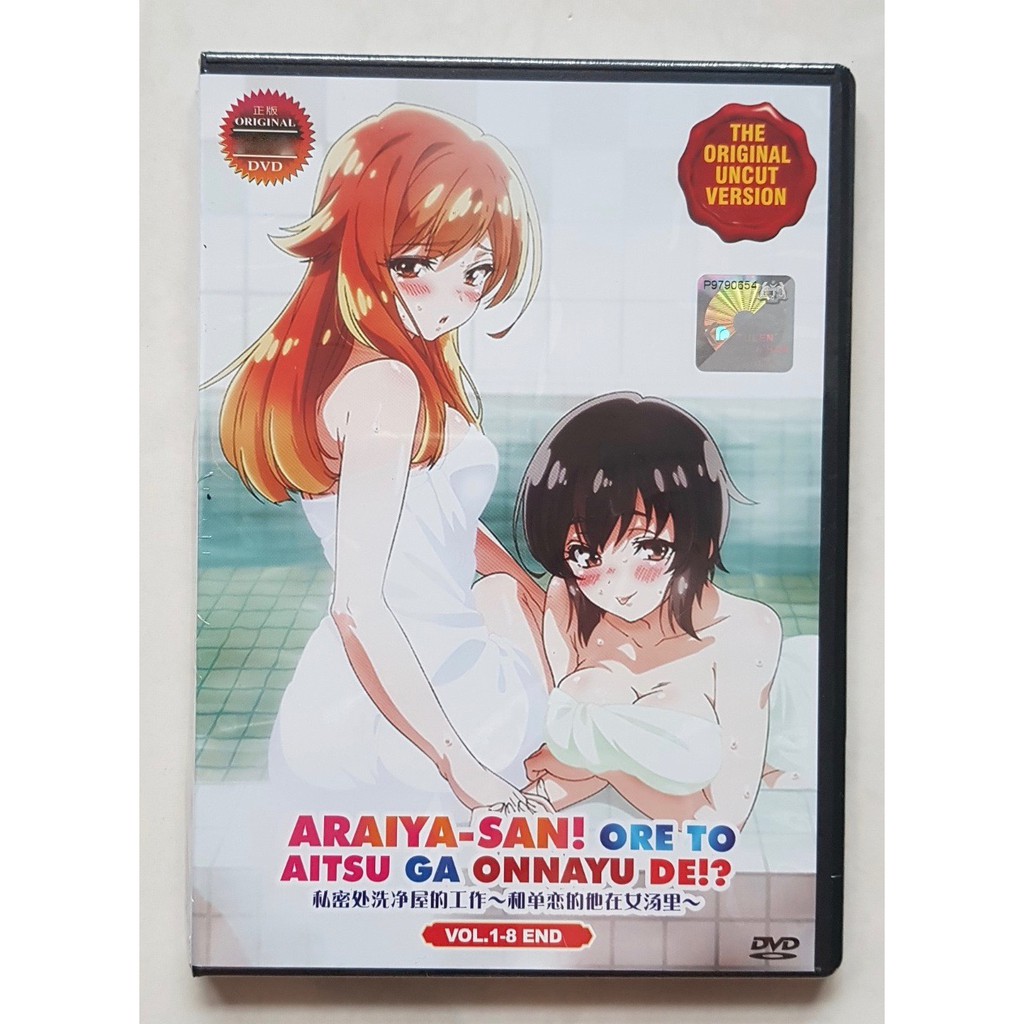 正版
ORIGINAL
DVD
THE
ORIGINAL
UNCUT
VERSION
P9790654
ARAIYA-SAN! ORE TO
AITSU GA ONNAYU DE!?
私密处洗净屋的工作～和单恋的他在女汤里～
VOL.1-8 END
DVD